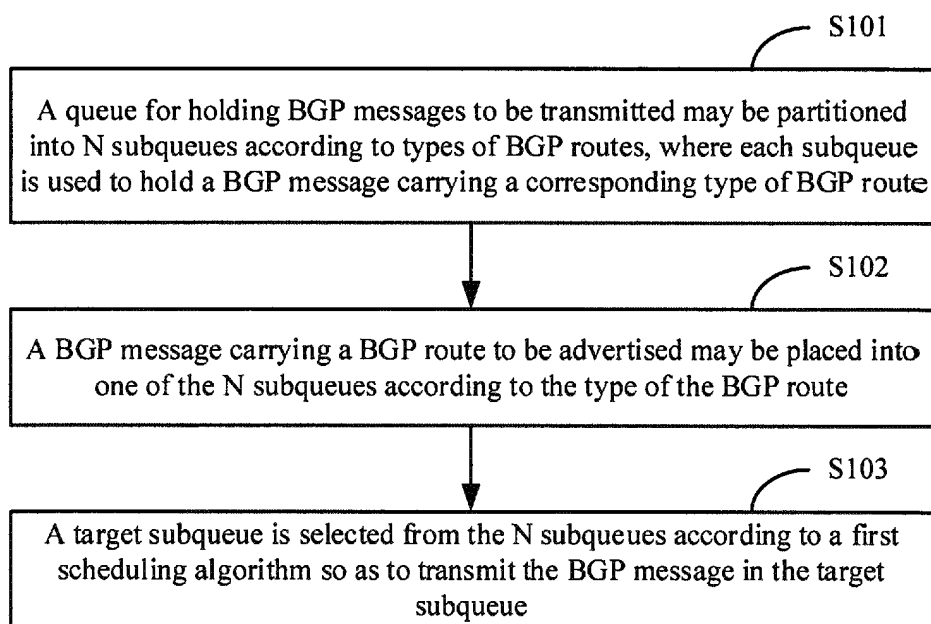 S101
A queue for holding BGP messages to be transmitted may be partitioned
into N subqueues according to types of BGP routes, where each subqueue
is used to hold a BGP message carrying a corresponding type of BGP route
S102
A BGP message carrying a BGP route to be advertised may be placed into
one of the N subqueues according to the type of the BGP route
S103
A target subqueue is selected from the N subqueues according to a first
scheduling algorithm so as to transmit the BGP message in the target
subqueue